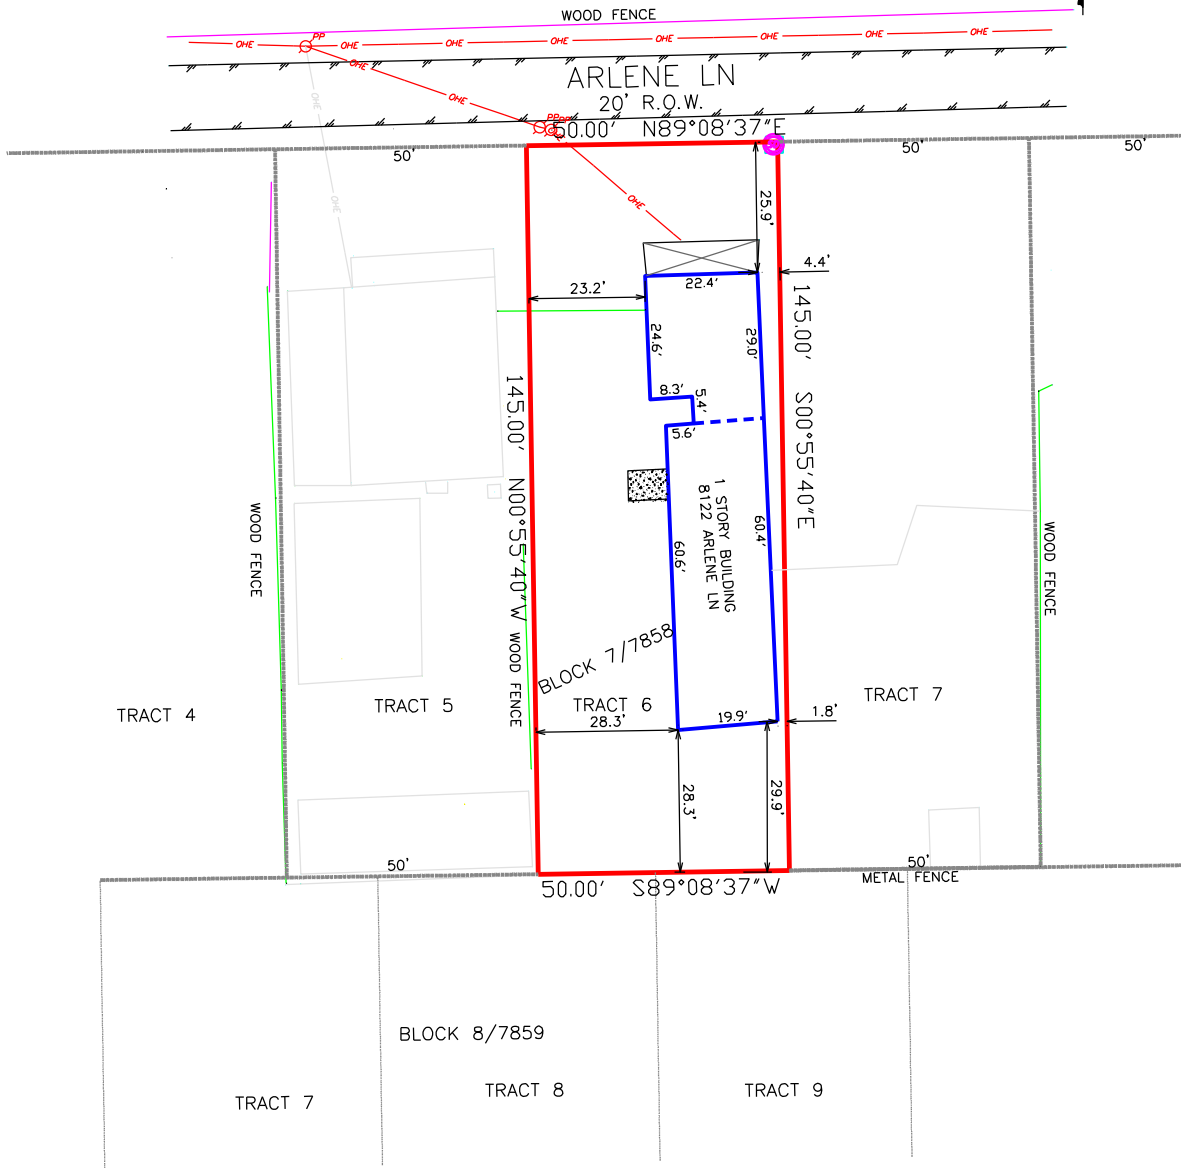 WOOD FENCE
PP
OHE OHE OHE OHE OHE OHE OHE OHE
OHE
OHE
OHE
ARLENE LN
20' R.O.W.
PP
50.00' N89°08'37"E
50'
50'
50'
OHE
OHE
25.9'
4.4'
22.4'
23.2'
24.6'
29.0'
145.00' S00°55'40"E
8.3'
5.4'
5.6'
145.00' N00°55'40"W
1 STORY BUILDING
8122 ARLENE LN
60.4'
60.6'
WOOD FENCE
WOOD FENCE
WOOD FENCE
BLOCK 7/7858
TRACT 4
TRACT 5
TRACT 6
TRACT 7
28.3'
19.9'
1.8'
28.3'
29.9'
50'
50'
50.00' S89°08'37"W
METAL FENCE
BLOCK 8/7859
TRACT 7
TRACT 8
TRACT 9